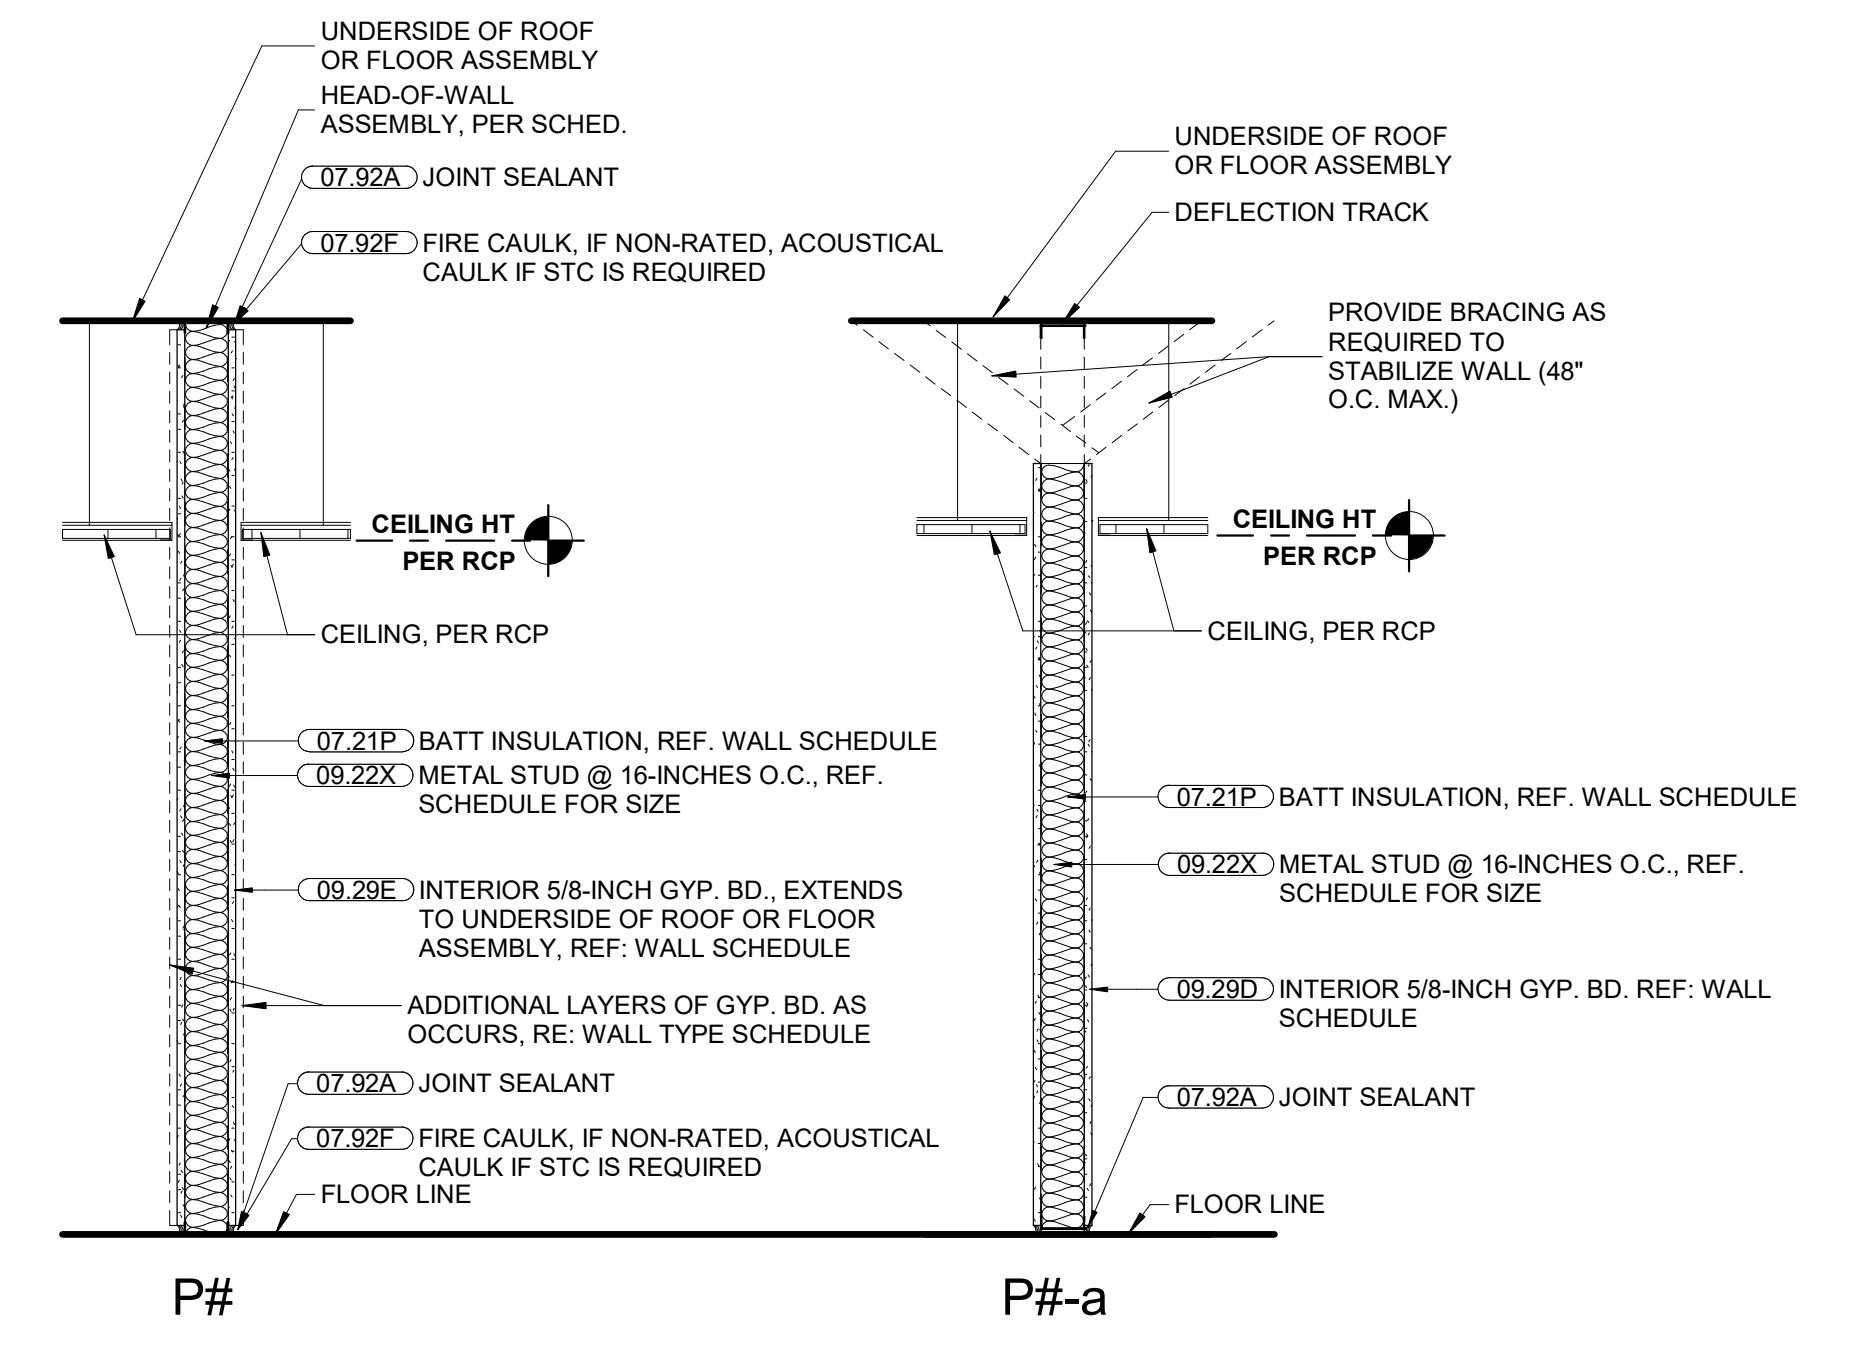 UNDERSIDE OF ROOF
OR FLOOR ASSEMBLY
HEAD-OF-WALL
ASSEMBLY, PER SCHED.
07.92A JOINT SEALANT
07.92F FIRE CAULK, IF NON-RATED, ACOUSTICAL
CAULK IF STC IS REQUIRED
CEILING HT
PER RCP
CEILING, PER RCP
07.21P BATT INSULATION, REF. WALL SCHEDULE
09.22X METAL STUD @ 16-INCHES O.C., REF.
SCHEDULE FOR SIZE
09.29E INTERIOR 5/8-INCH GYP. BD., EXTENDS
TO UNDERSIDE OF ROOF OR FLOOR
ASSEMBLY, REF: WALL SCHEDULE
ADDITIONAL LAYERS OF GYP. BD. AS
OCCURS, RE: WALL TYPE SCHEDULE
07.92A JOINT SEALANT
07.92F FIRE CAULK, IF NON-RATED, ACOUSTICAL
CAULK IF STC IS REQUIRED
FLOOR LINE
P#
UNDERSIDE OF ROOF
OR FLOOR ASSEMBLY
DEFLECTION TRACK
PROVIDE BRACING AS
REQUIRED TO
STABILIZE WALL (48"
O.C. MAX.)
CEILING HT
PER RCP
CEILING, PER RCP
07.21P BATT INSULATION, REF. WALL SCHEDULE
09.22X METAL STUD @ 16-INCHES O.C., REF.
SCHEDULE FOR SIZE
09.29D INTERIOR 5/8-INCH GYP. BD. REF: WALL
SCHEDULE
07.92A JOINT SEALANT
FLOOR LINE
P#-a